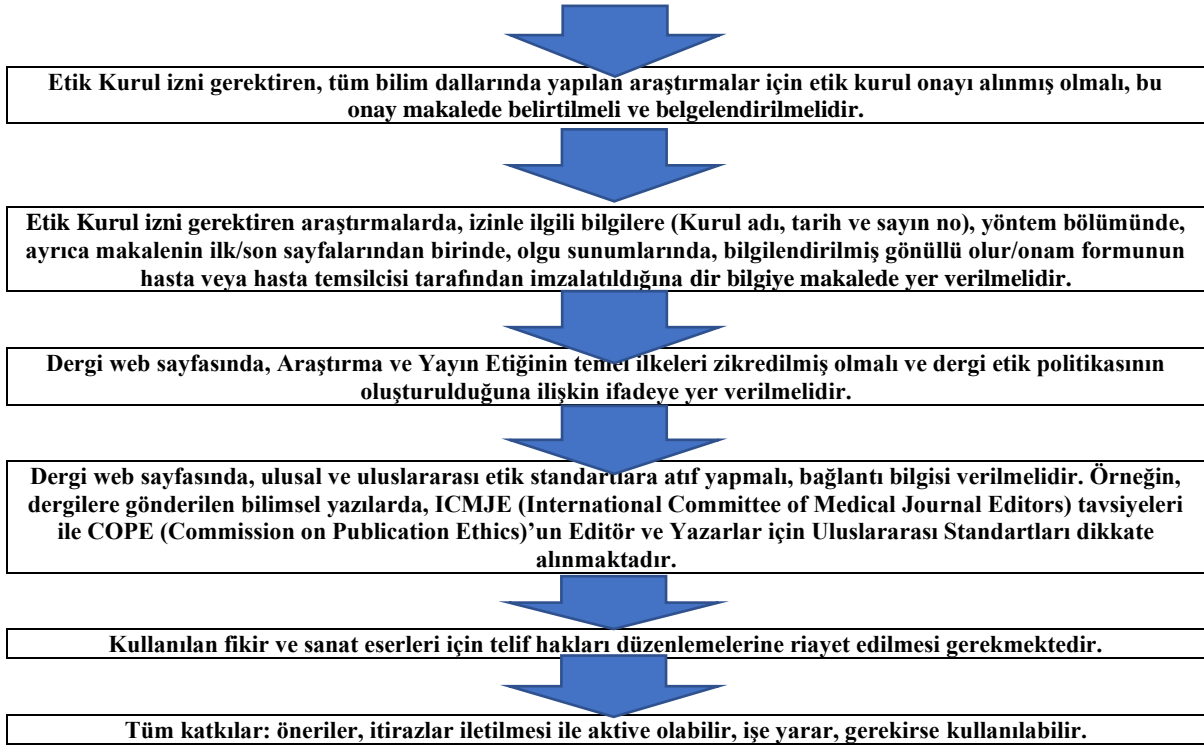 Etik Kurul izni gerektiren, tüm bilim dallarında yapılan araştırmalar için etik kurul onayı alınmış olmalı, bu
onay makalede belirtilmeli ve belgelendirilmelidir.
Etik Kurul izni gerektiren araştırmalarda, izinle ilgili bilgilere (Kurul adı, tarih ve sayın no), yöntem bölümünde,
ayrıca makalenin ilk/son sayfalarından birinde, olgu sunumlarında, bilgilendirilmiş gönüllü olur/onam formunun
hasta veya hasta temsilcisi tarafından imzalatıldığına dir bilgiye makalede yer verilmelidir.
Dergi web sayfasında, Araştırma ve Yayın Etiğinin temel ilkeleri zikredilmiş olmalı ve dergi etik politikasının
oluşturulduğuna ilişkin ifadeye yer verilmelidir.
Dergi web sayfasında, ulusal ve uluslararası etik standartlara atıf yapmalı, bağlantı bilgisi verilmelidir. Örneğin,
dergilere gönderilen bilimsel yazılarda, ICMJE (International Committee of Medical Journal Editors) tavsiyeleri
ile COPE (Commission on Publication Ethics)’un Editör ve Yazarlar için Uluslararası Standartları dikkate
alınmaktadır.
Kullanılan fikir ve sanat eserleri için telif hakları düzenlemelerine riayet edilmesi gerekmektedir.
Tüm katkılar: öneriler, itirazlar iletilmesi ile aktive olabilir, işe yarar, gerekirse kullanılabilir.